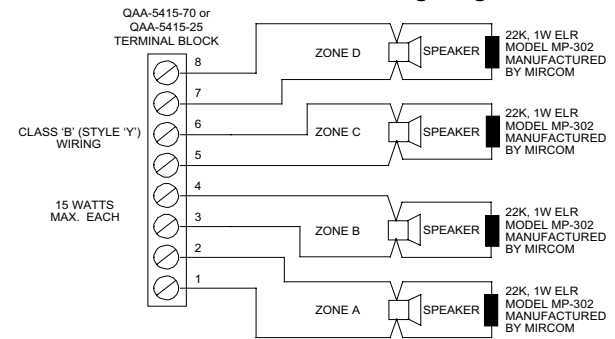 QAA-5415-70 or
QAA-5415-25
TERMINAL BLOCK
8
7
6
5
4
3
2
1
CLASS 'B' (STYLE 'Y')
WIRING
15 WATTS
MAX. EACH
ZONE D
SPEAKER
22K, 1W ELR
MODEL MP-302
MANUFACTURED
BY MIRCOM
ZONE C
SPEAKER
22K, 1W ELR
MODEL MP-302
MANUFACTURED
BY MIRCOM
ZONE B
SPEAKER
22K, 1W ELR
MODEL MP-302
MANUFACTURED
BY MIRCOM
ZONE A
SPEAKER
22K, 1W ELR
MODEL MP-302
MANUFACTURED
BY MIRCOM